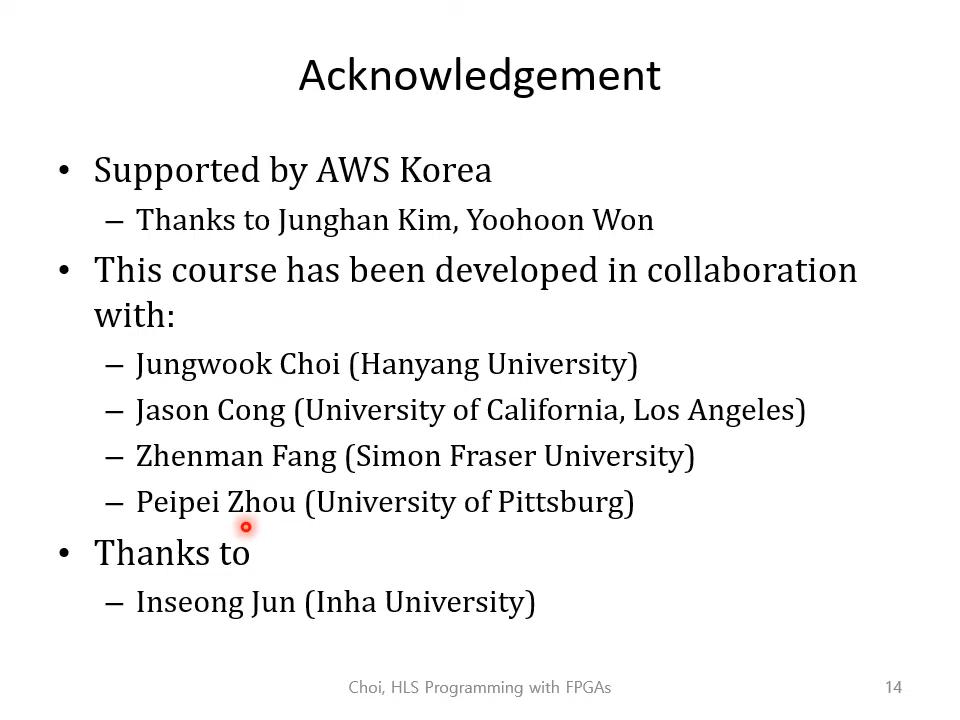 Acknowledgement
• Supported by AWS Korea
– Thanks to Junghan Kim, Yoohoon Won
• This course has been developed in collaboration
with:
– Jungwook Choi (Hanyang University)
– Jason Cong (University of California, Los Angeles)
– Zhenman Fang (Simon Fraser University)
– Peipei Zhou (University of Pittsburg)
• Thanks to
– Inseong Jun (Inha University)
Choi, HLS Programming with FPGAs
14